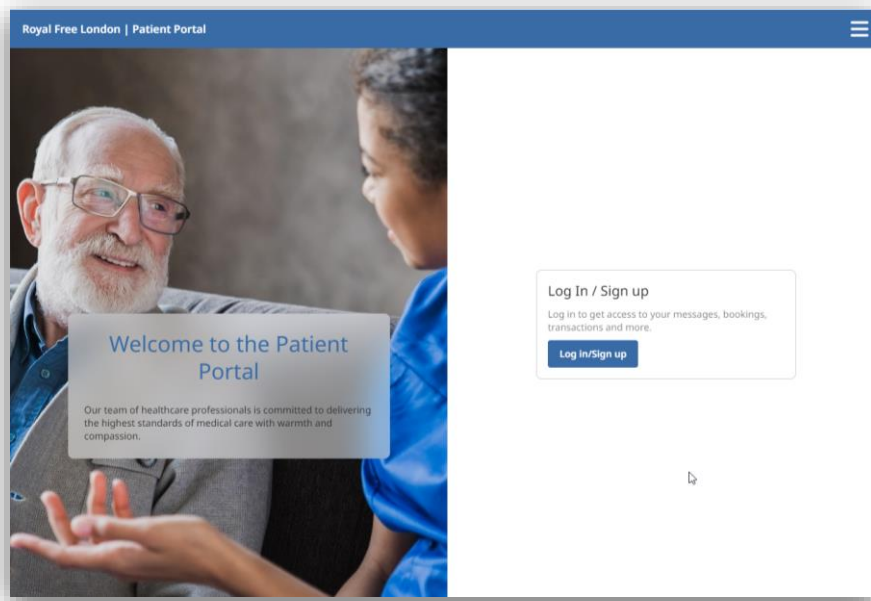 Royal Free London | Patient Portal
Welcome to the Patient
Portal
Our team of healthcare professionals is committed to delivering
the highest standards of medical care with warmth and
compassion.
Log In / Sign up
Log in to get access to your messages, bookings,
transactions and more.
Log in/Sign up